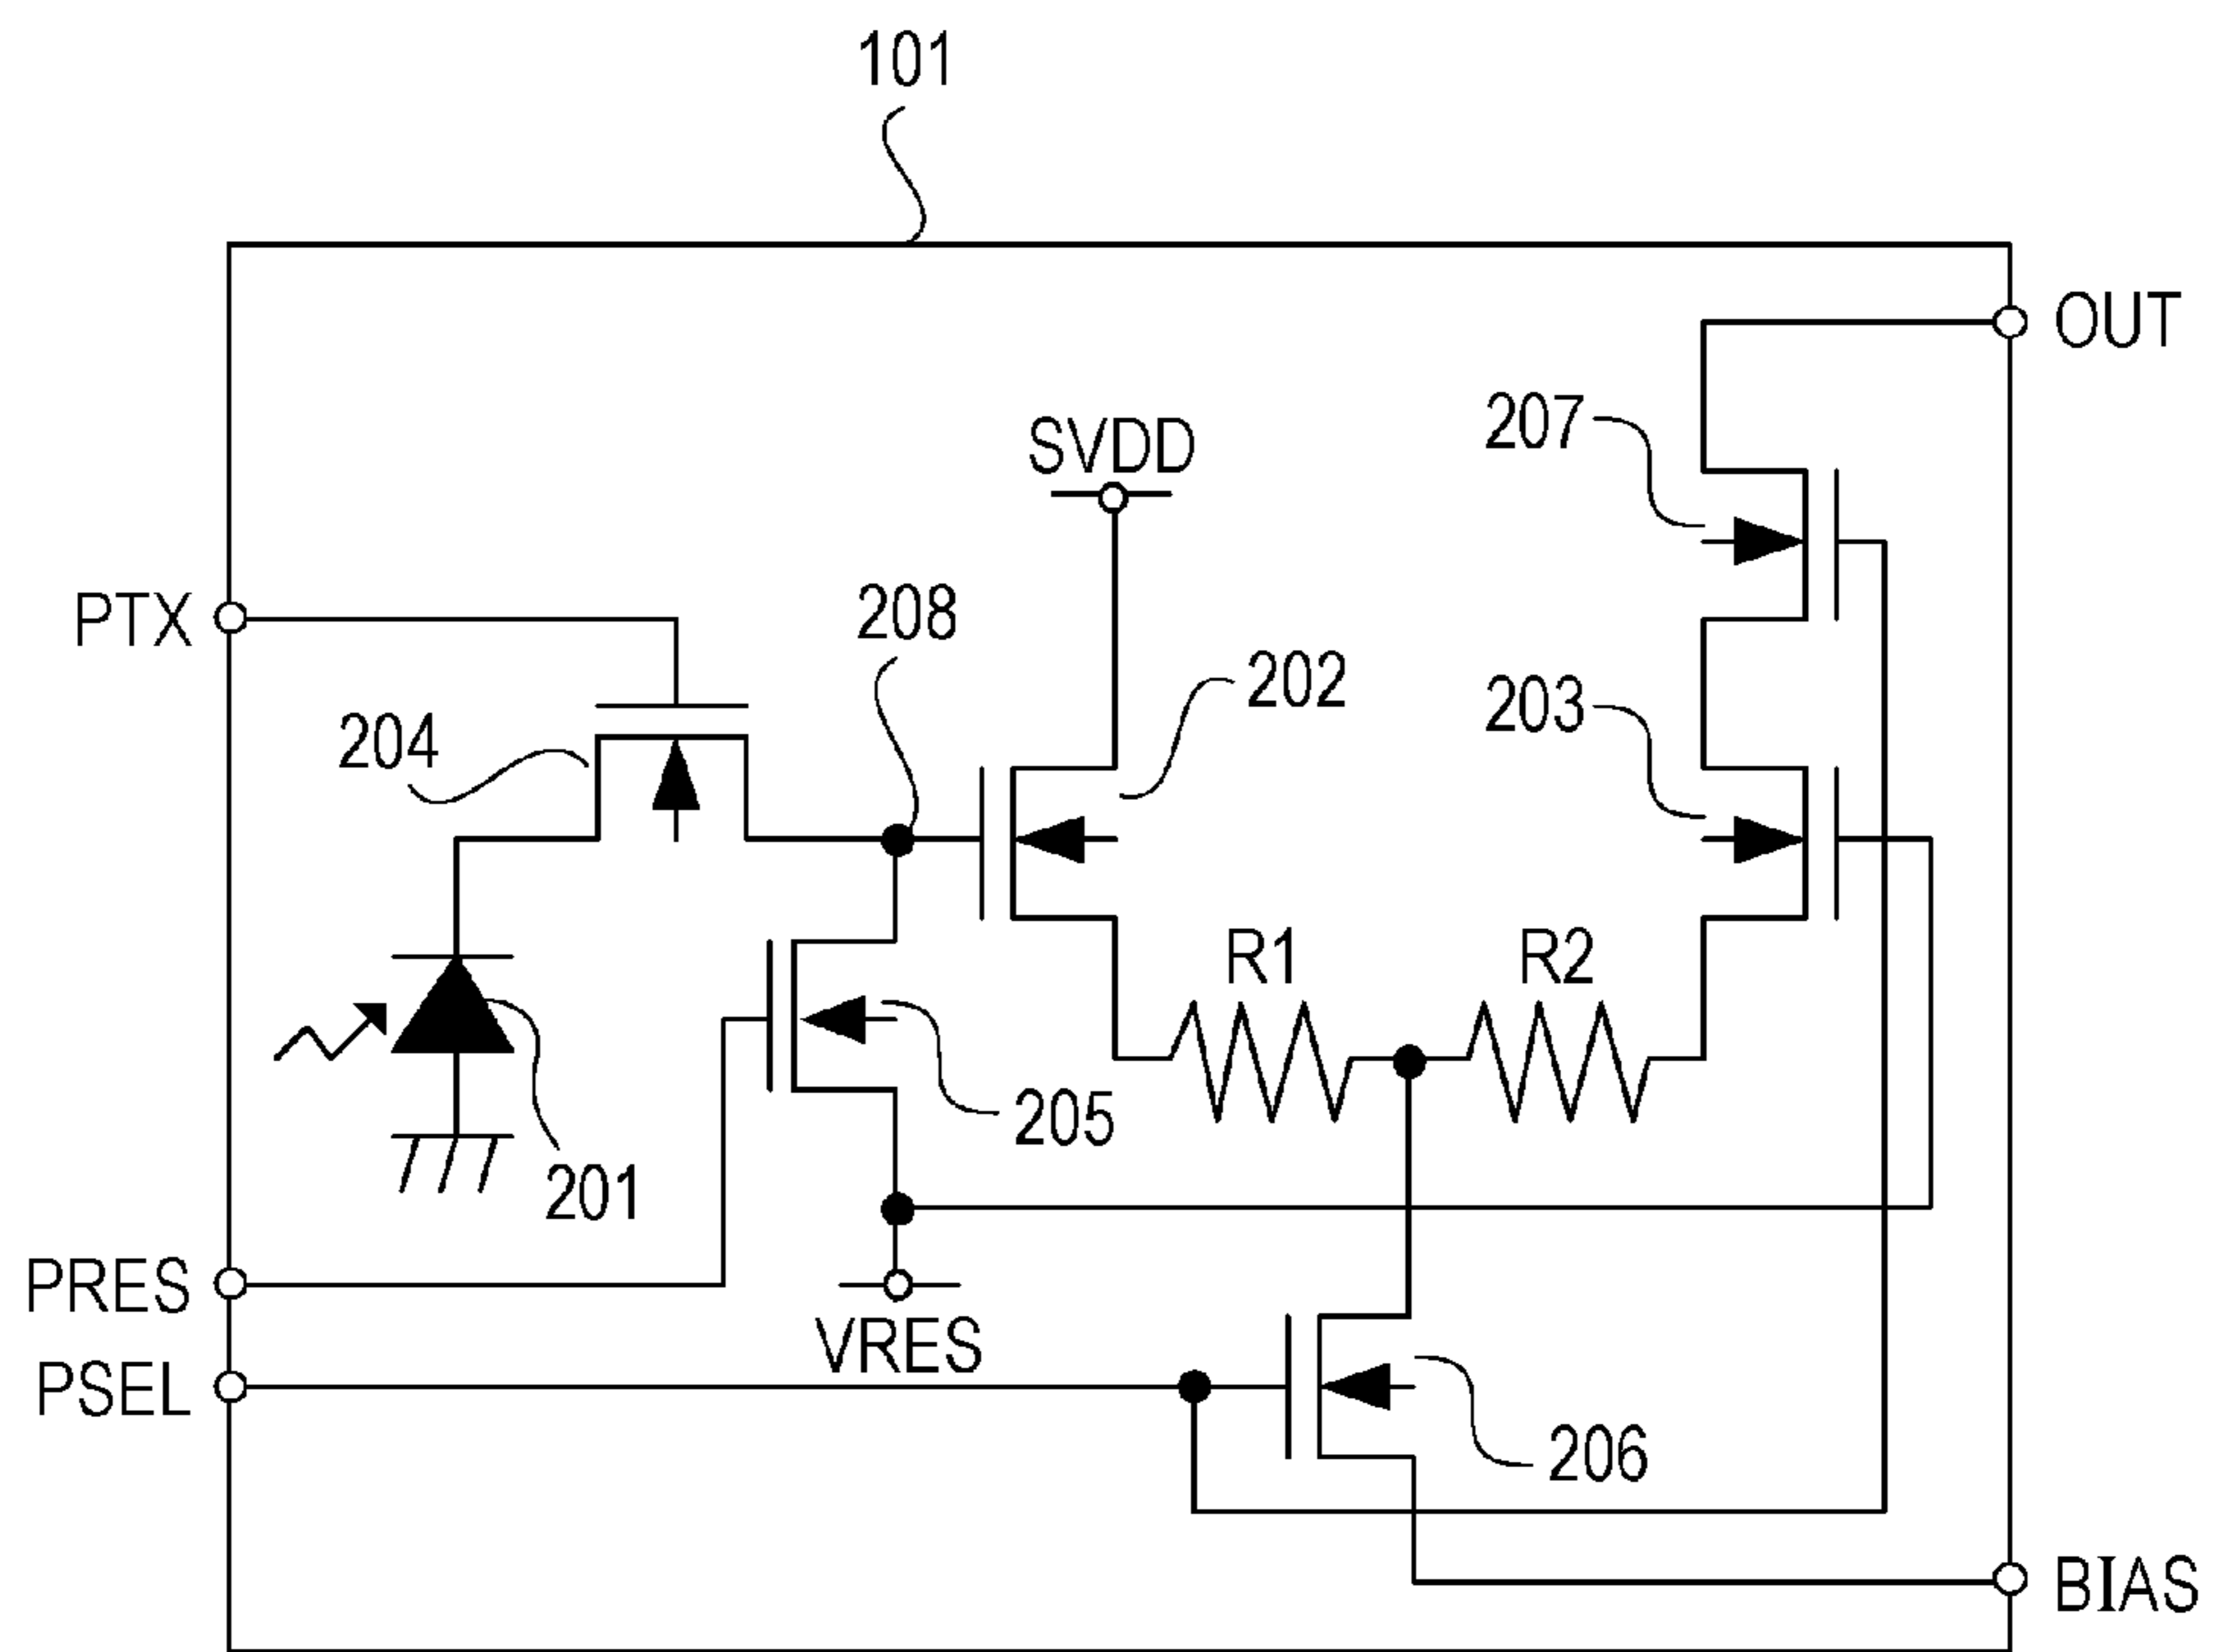 101
OUT
207
SVDD
PTX
208
202
203
204
R1
R2
205
201
PRES
VRES
PSEL
206
BIAS